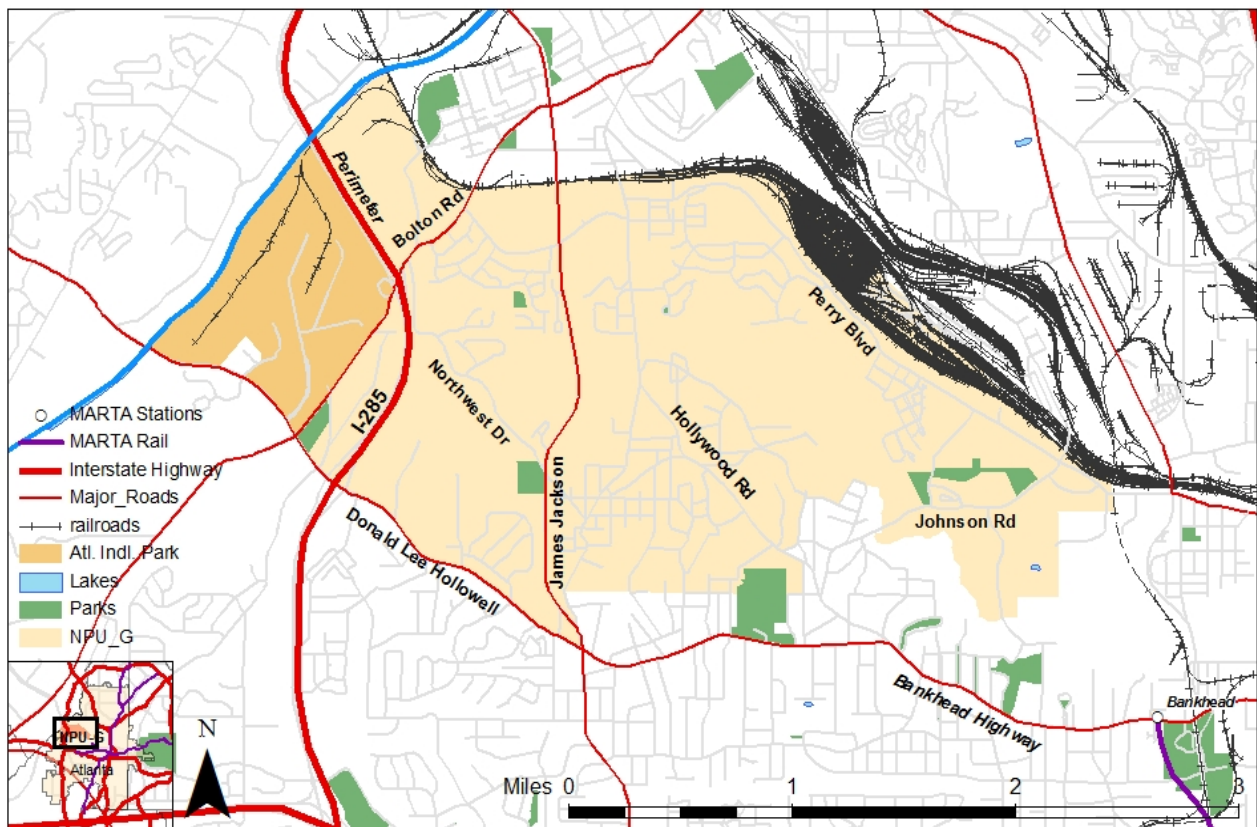 Perimeter
Bolton Rd
Perry Blvd
I-285
Northwest Dr
Hollywood Rd
James Jackson
Johnson Rd
Donald Lee Hollowell
Bankhead Highway
Bankhead
MARTA Stations
MARTA Rail
Interstate Highway
Major_Roads
railroads
Atl. Indl. Park
Lakes
Parks
NPU_G
NPU-G
Atlanta
N
Miles 0 1 2 3